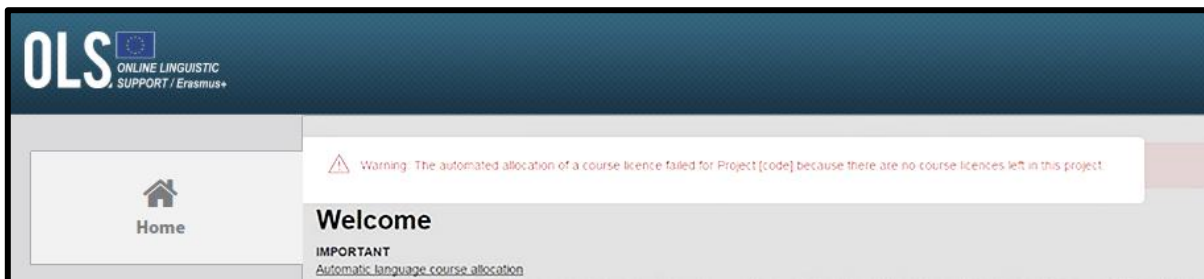 OLS
ONLINE LINGUISTIC
SUPPORT / Erasmus+
Warning: The automated allocation of a course licence failed for Project [code] because there are no course licences left in this project.
Home
Welcome
IMPORTANT
Automatic language course allocation